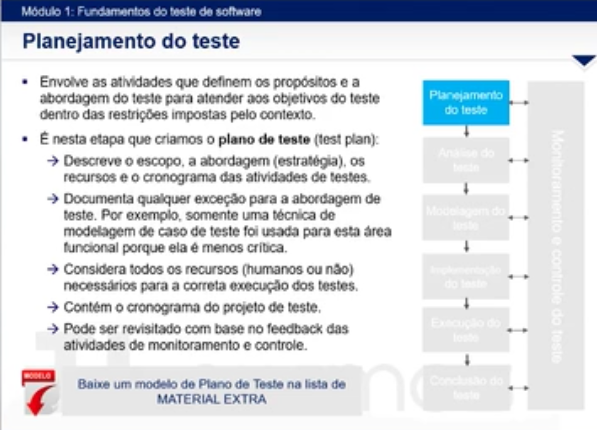 Módulo 1: Fundamentos do teste de software
Planejamento do teste
▪ Envolve as atividades que definem os propósitos e a
abordagem do teste para atender aos objetivos do teste
dentro das restrições impostas pelo contexto.
▪ É nesta etapa que criamos o plano de teste (test plan):
→ Descreve o escopo, a abordagem (estratégia), os
recursos e o cronograma das atividades de testes.
→ Documenta qualquer exceção para a abordagem de
teste. Por exemplo, somente uma técnica de
modelagem de caso de teste foi usada para esta área
funcional porque ela é menos crítica.
→ Considera todos os recursos (humanos ou não)
necessários para a correta execução dos testes.
→ Contém o cronograma do projeto de teste.
→ Pode ser revisitado com base no feedback das
atividades de monitoramento e controle.
MODELO
Baixe um modelo de Plano de Teste na lista de
MATERIAL EXTRA
Planejamento
do teste
Análise do
teste
Modelagem do
teste
Implementação
do teste
Execução do
teste
Conclusão do
teste
Monitoramento e controle do teste